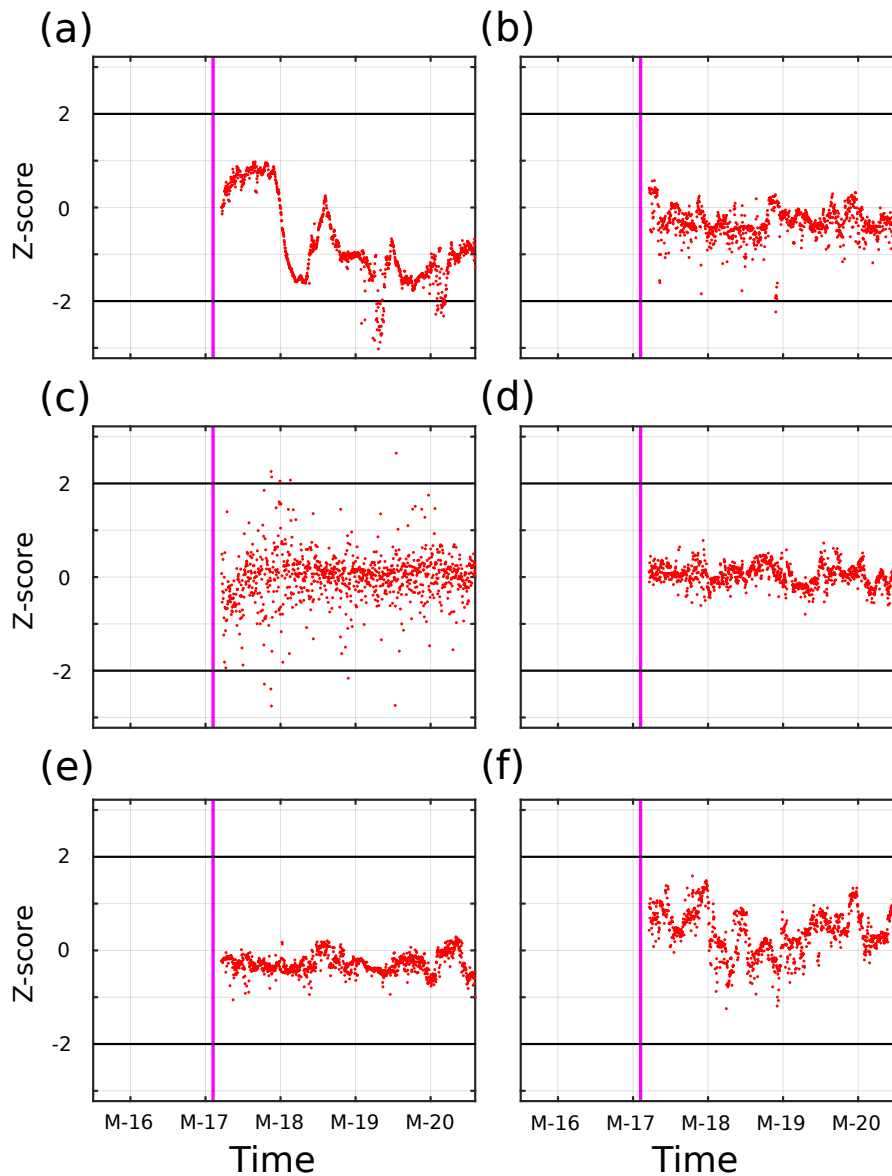 (a) (b)
2
0
-2
Z-score
(c) (d)
2
0
-2
Z-score
(e) (f)
2
0
-2
Z-score
M-16 M-17 M-18 M-19 M-20 M-16 M-17 M-18 M-19 M-20
Time Time